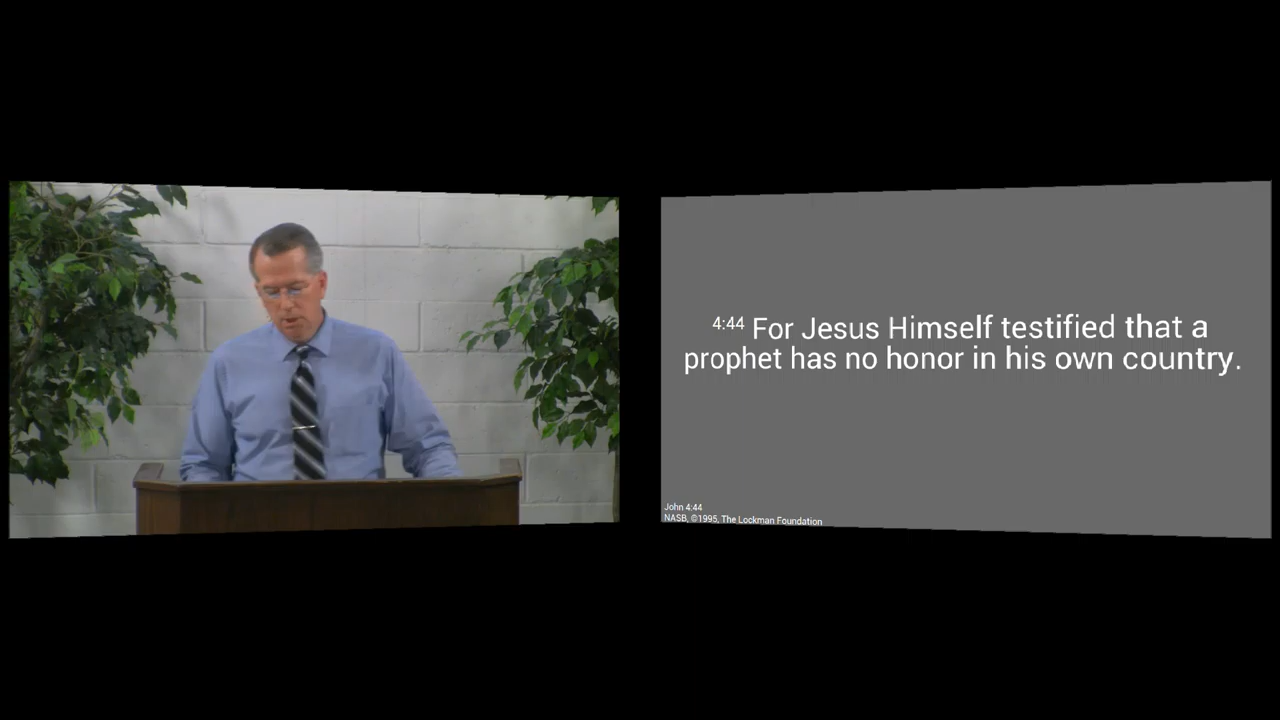 4:44 For Jesus Himself testified that a
prophet has no honor in his own country.
John 4:44
NASB, ©1995, The Lockman Foundation